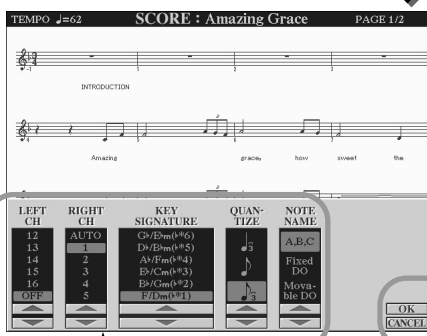 TEMPO ♩=62 SCORE : Amazing Grace PAGE 1/2
INTRODUCTION
Amazing grace, how sweet the
LEFT CH RIGHT CH KEY SIGNATURE QUAN-TIZE NOTE NAME
12 AUTO G♭/E♭m(♭*6)
13 1 D♭/B♭m(♭*5) A,B,C
14 2 A♭/Fm(♭*4)
15 3 E♭/Cm(♭*3) Fixed DO
16 4 B♭/Gm(♭*2)
OFF 5 F/Dm(♭*1) Mova-ble DO
OK
CANCEL